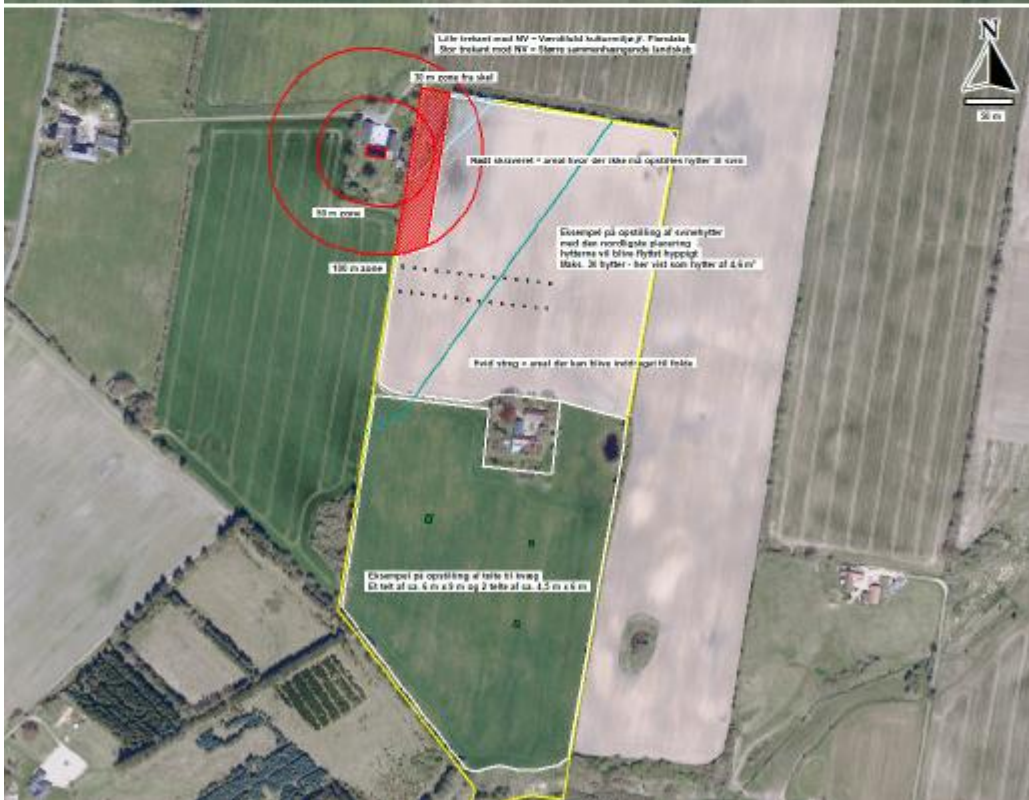 Lille trekant mod NV = Værdifuld kulturmiljø jf. Plandata
Stor trekant mod NV = Større sammenhængende landskab
N
30 m zone fra skel
50 m
Rødt skraveret = areal hvor der ikke må opstilles hytter til svin
50 m zone
Eksempel på opstilling af svinehytter
med den nordligste placering
hytterne vil blive flyttet hyppigt
Maks. 30 hytter - her vist som hytter af 4,6 m²
100 m zone
Hvid streg = areal der kan blive inddraget til folde
Eksempel på opstilling af telte til kvæg
Et telt af ca. 6 m x 9 m og 2 telte af ca. 4,5 m x 6 m